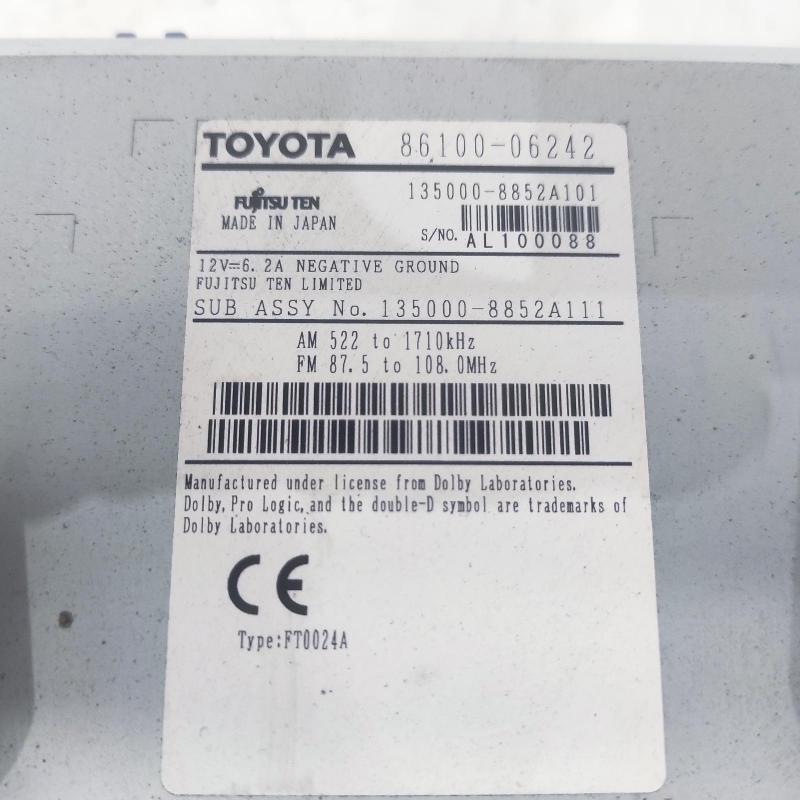 TOYOTA 86100-06242
135000-8852A101
FUJITSU TEN
MADE IN JAPAN
S/NO. AL100088
12V⎓6.2A NEGATIVE GROUND
FUJITSU TEN LIMITED
SUB ASSY No. 135000-8852A111
AM 522 to 1710kHz
FM 87.5 to 108.0MHz
Manufactured under license from Dolby Laboratories.
Dolby, Pro Logic, and the double-D symbol are trademarks of
Dolby Laboratories.
CE
Type:FT0024A